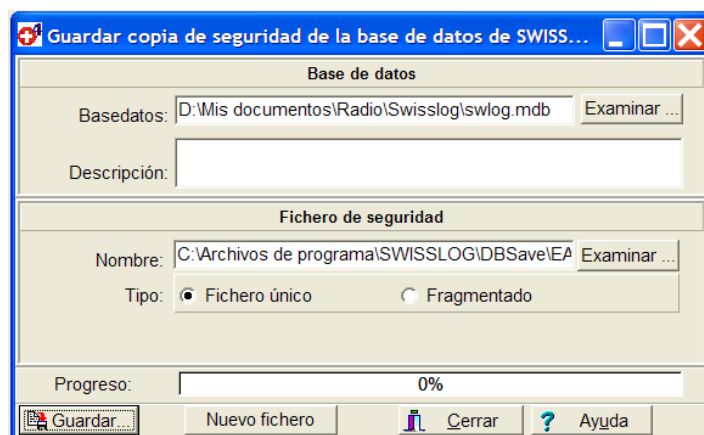 Guardar copia de seguridad de la base de datos de SWISS...
Base de datos
Basedatos: D:\Mis documentos\Radio\Swisslog\swlog.mdb Examinar ...
Descripción:
Fichero de seguridad
Nombre: C:\Archivos de programa\SWISSLOG\DBSave\EA Examinar ...
Tipo: Fichero único Fragmentado
Progreso: 0%
Guardar... Nuevo fichero Cerrar ? Ayuda